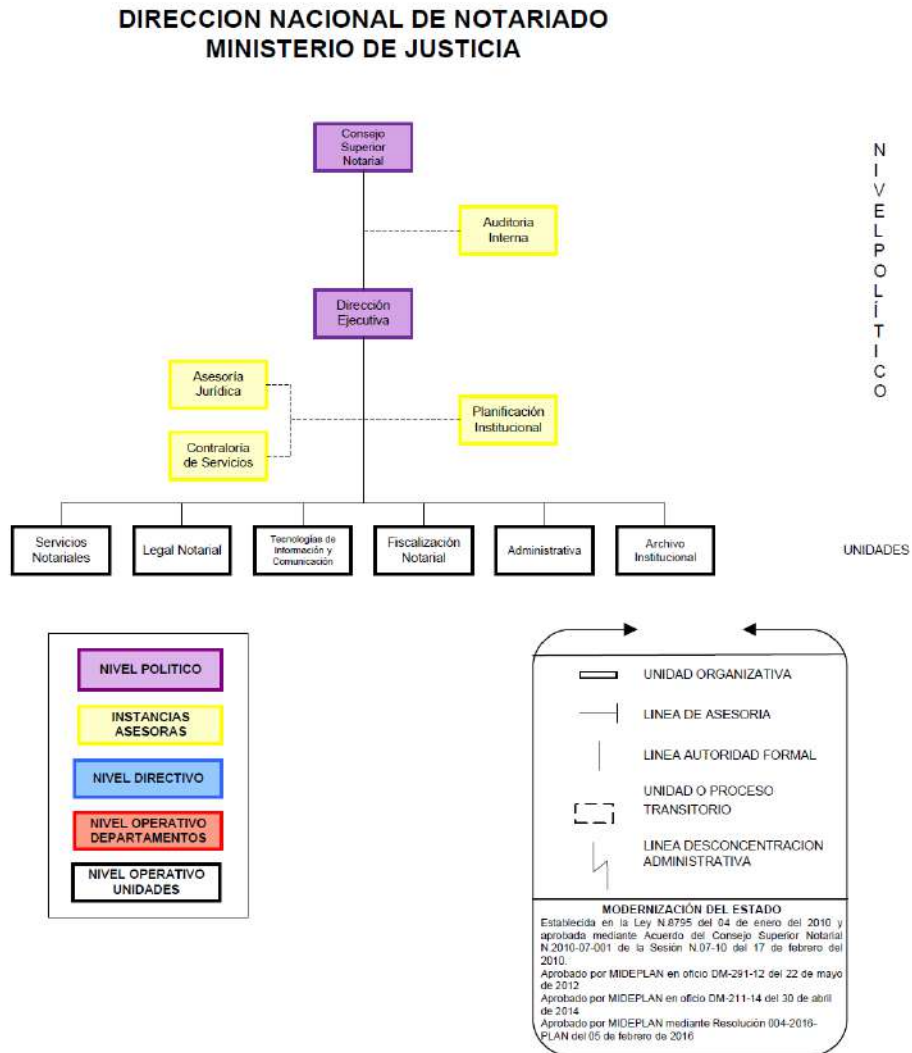 DIRECCION NACIONAL DE NOTARIADO
MINISTERIO DE JUSTICIA
Consejo
Superior
Notarial
NIVEL POLÍTICO
Auditoria
Interna
Dirección
Ejecutiva
Asesoría
Jurídica
Planificación
Institucional
Contraloría
de Servicios
Servicios
Notariales
Legal Notarial
Tecnologías de
Información y
Comunicación
Fiscalización
Notarial
Administrativa
Archivo
Institucional
UNIDADES
NIVEL POLITICO
INSTANCIAS
ASESORAS
NIVEL DIRECTIVO
NIVEL OPERATIVO
DEPARTAMENTOS
NIVEL OPERATIVO
UNIDADES
UNIDAD ORGANIZATIVA
LINEA DE ASESORIA
LINEA AUTORIDAD FORMAL
UNIDAD O PROCESO
TRANSITORIO
LINEA DESCONCENTRACION
ADMINISTRATIVA
MODERNIZACIÓN DEL ESTADO
Establecida en la Ley N.8795 del 04 de enero del 2010 y
aprobada mediante Acuerdo del Consejo Superior Notarial
N.2010-07-001 de la Sesión N.07-10 del 17 de febrero del
2010.
Aprobado por MIDEPLAN en oficio DM-291-12 del 22 de mayo
de 2012
Aprobado por MIDEPLAN en oficio DM-211-14 del 30 de abril
de 2014
Aprobado por MIDEPLAN mediante Resolución 004-2016-
PLAN del 05 de febrero de 2016